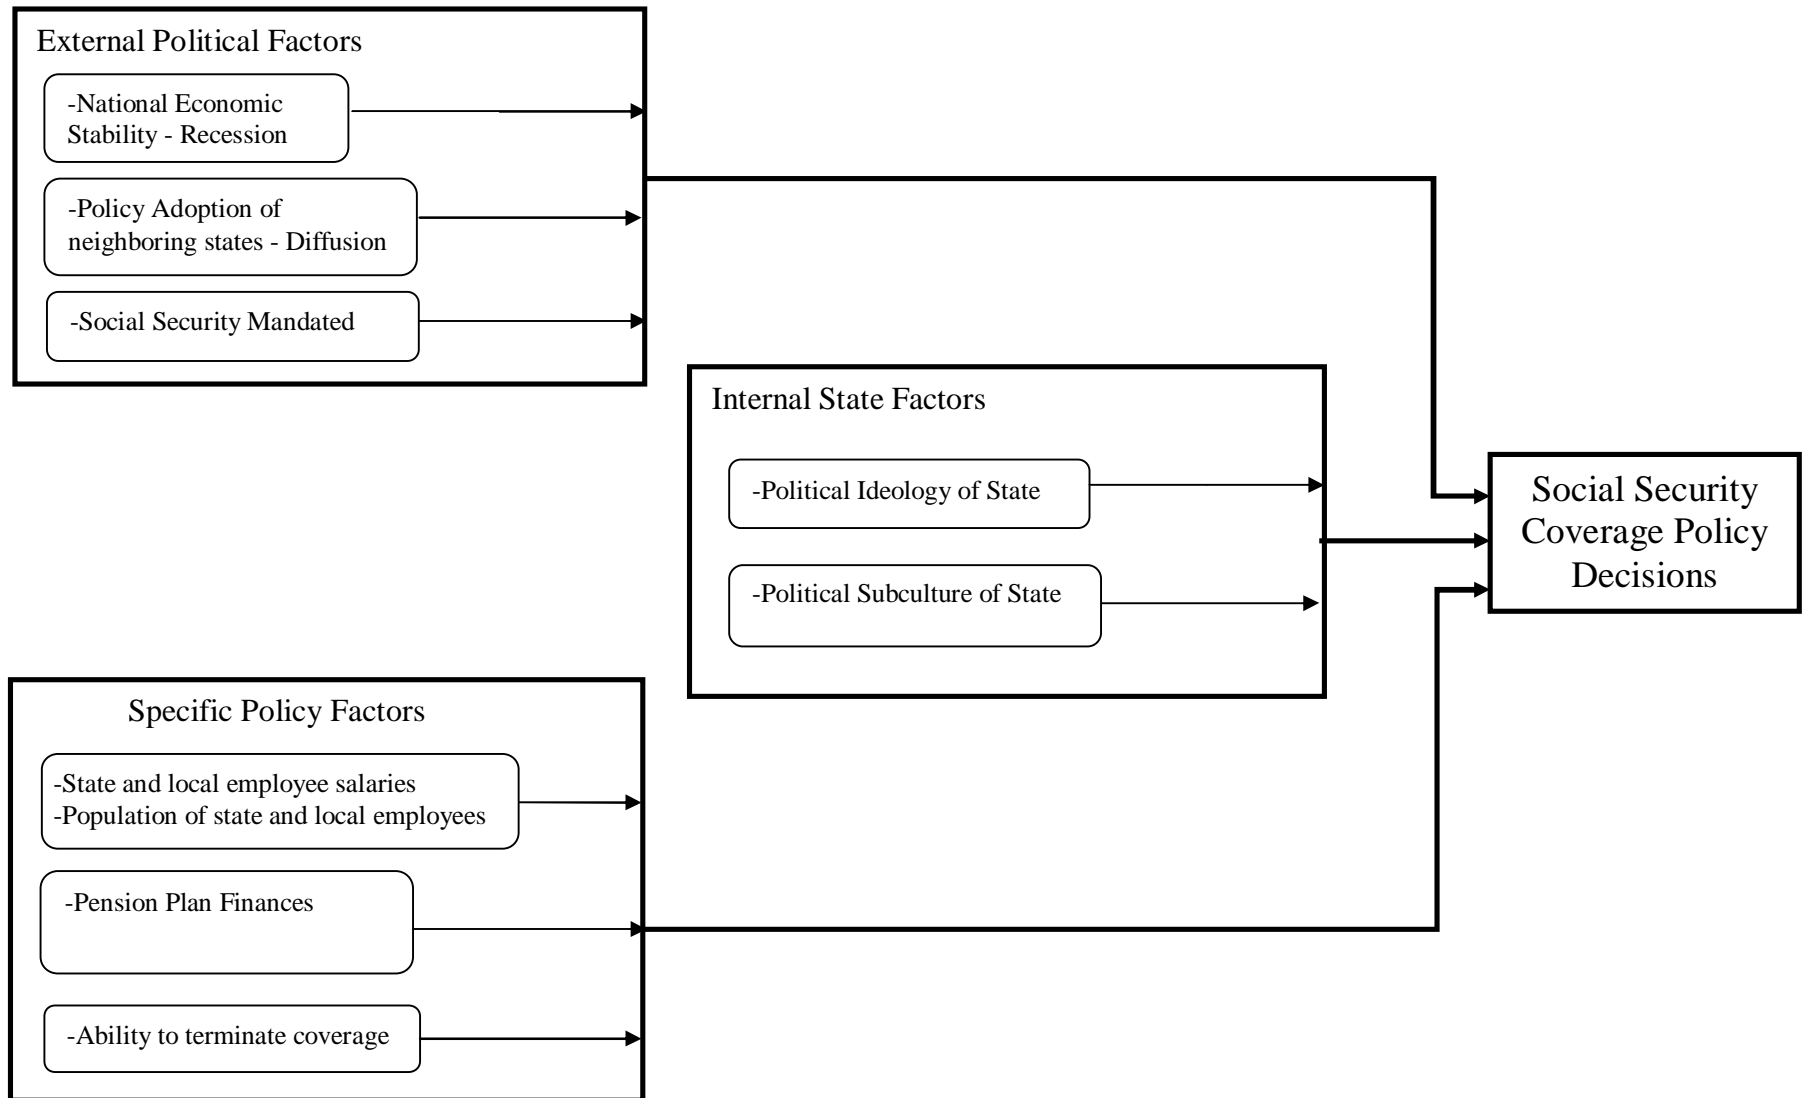 External Political Factors
-National Economic
Stability - Recession
-Policy Adoption of
neighboring states - Diffusion
-Social Security Mandated
Internal State Factors
-Political Ideology of State
-Political Subculture of State
Social Security
Coverage Policy
Decisions
Specific Policy Factors
-State and local employee salaries
-Population of state and local employees
-Pension Plan Finances
-Ability to terminate coverage